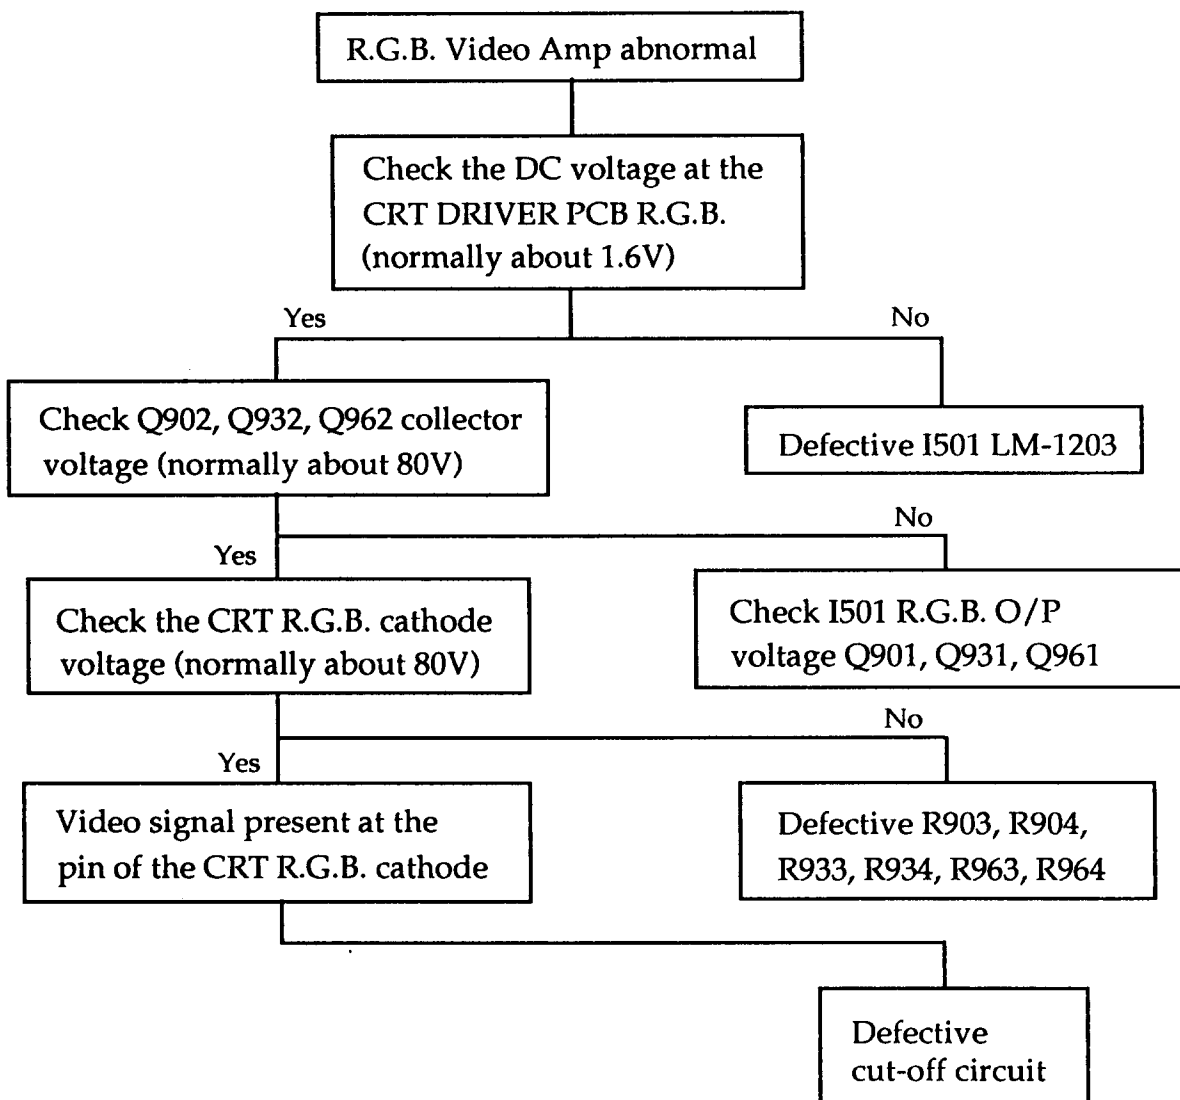 R.G.B. Video Amp abnormal
Check the DC voltage at the
CRT DRIVER PCB R.G.B.
(normally about 1.6V)
Yes
No
Check Q902, Q932, Q962 collector
voltage (normally about 80V)
Defective I501 LM-1203
No
Yes
Check the CRT R.G.B. cathode
voltage (normally about 80V)
Check I501 R.G.B. O/P
voltage Q901, Q931, Q961
No
Yes
Video signal present at the
pin of the CRT R.G.B. cathode
Defective R903, R904,
R933, R934, R963, R964
Defective
cut-off circuit